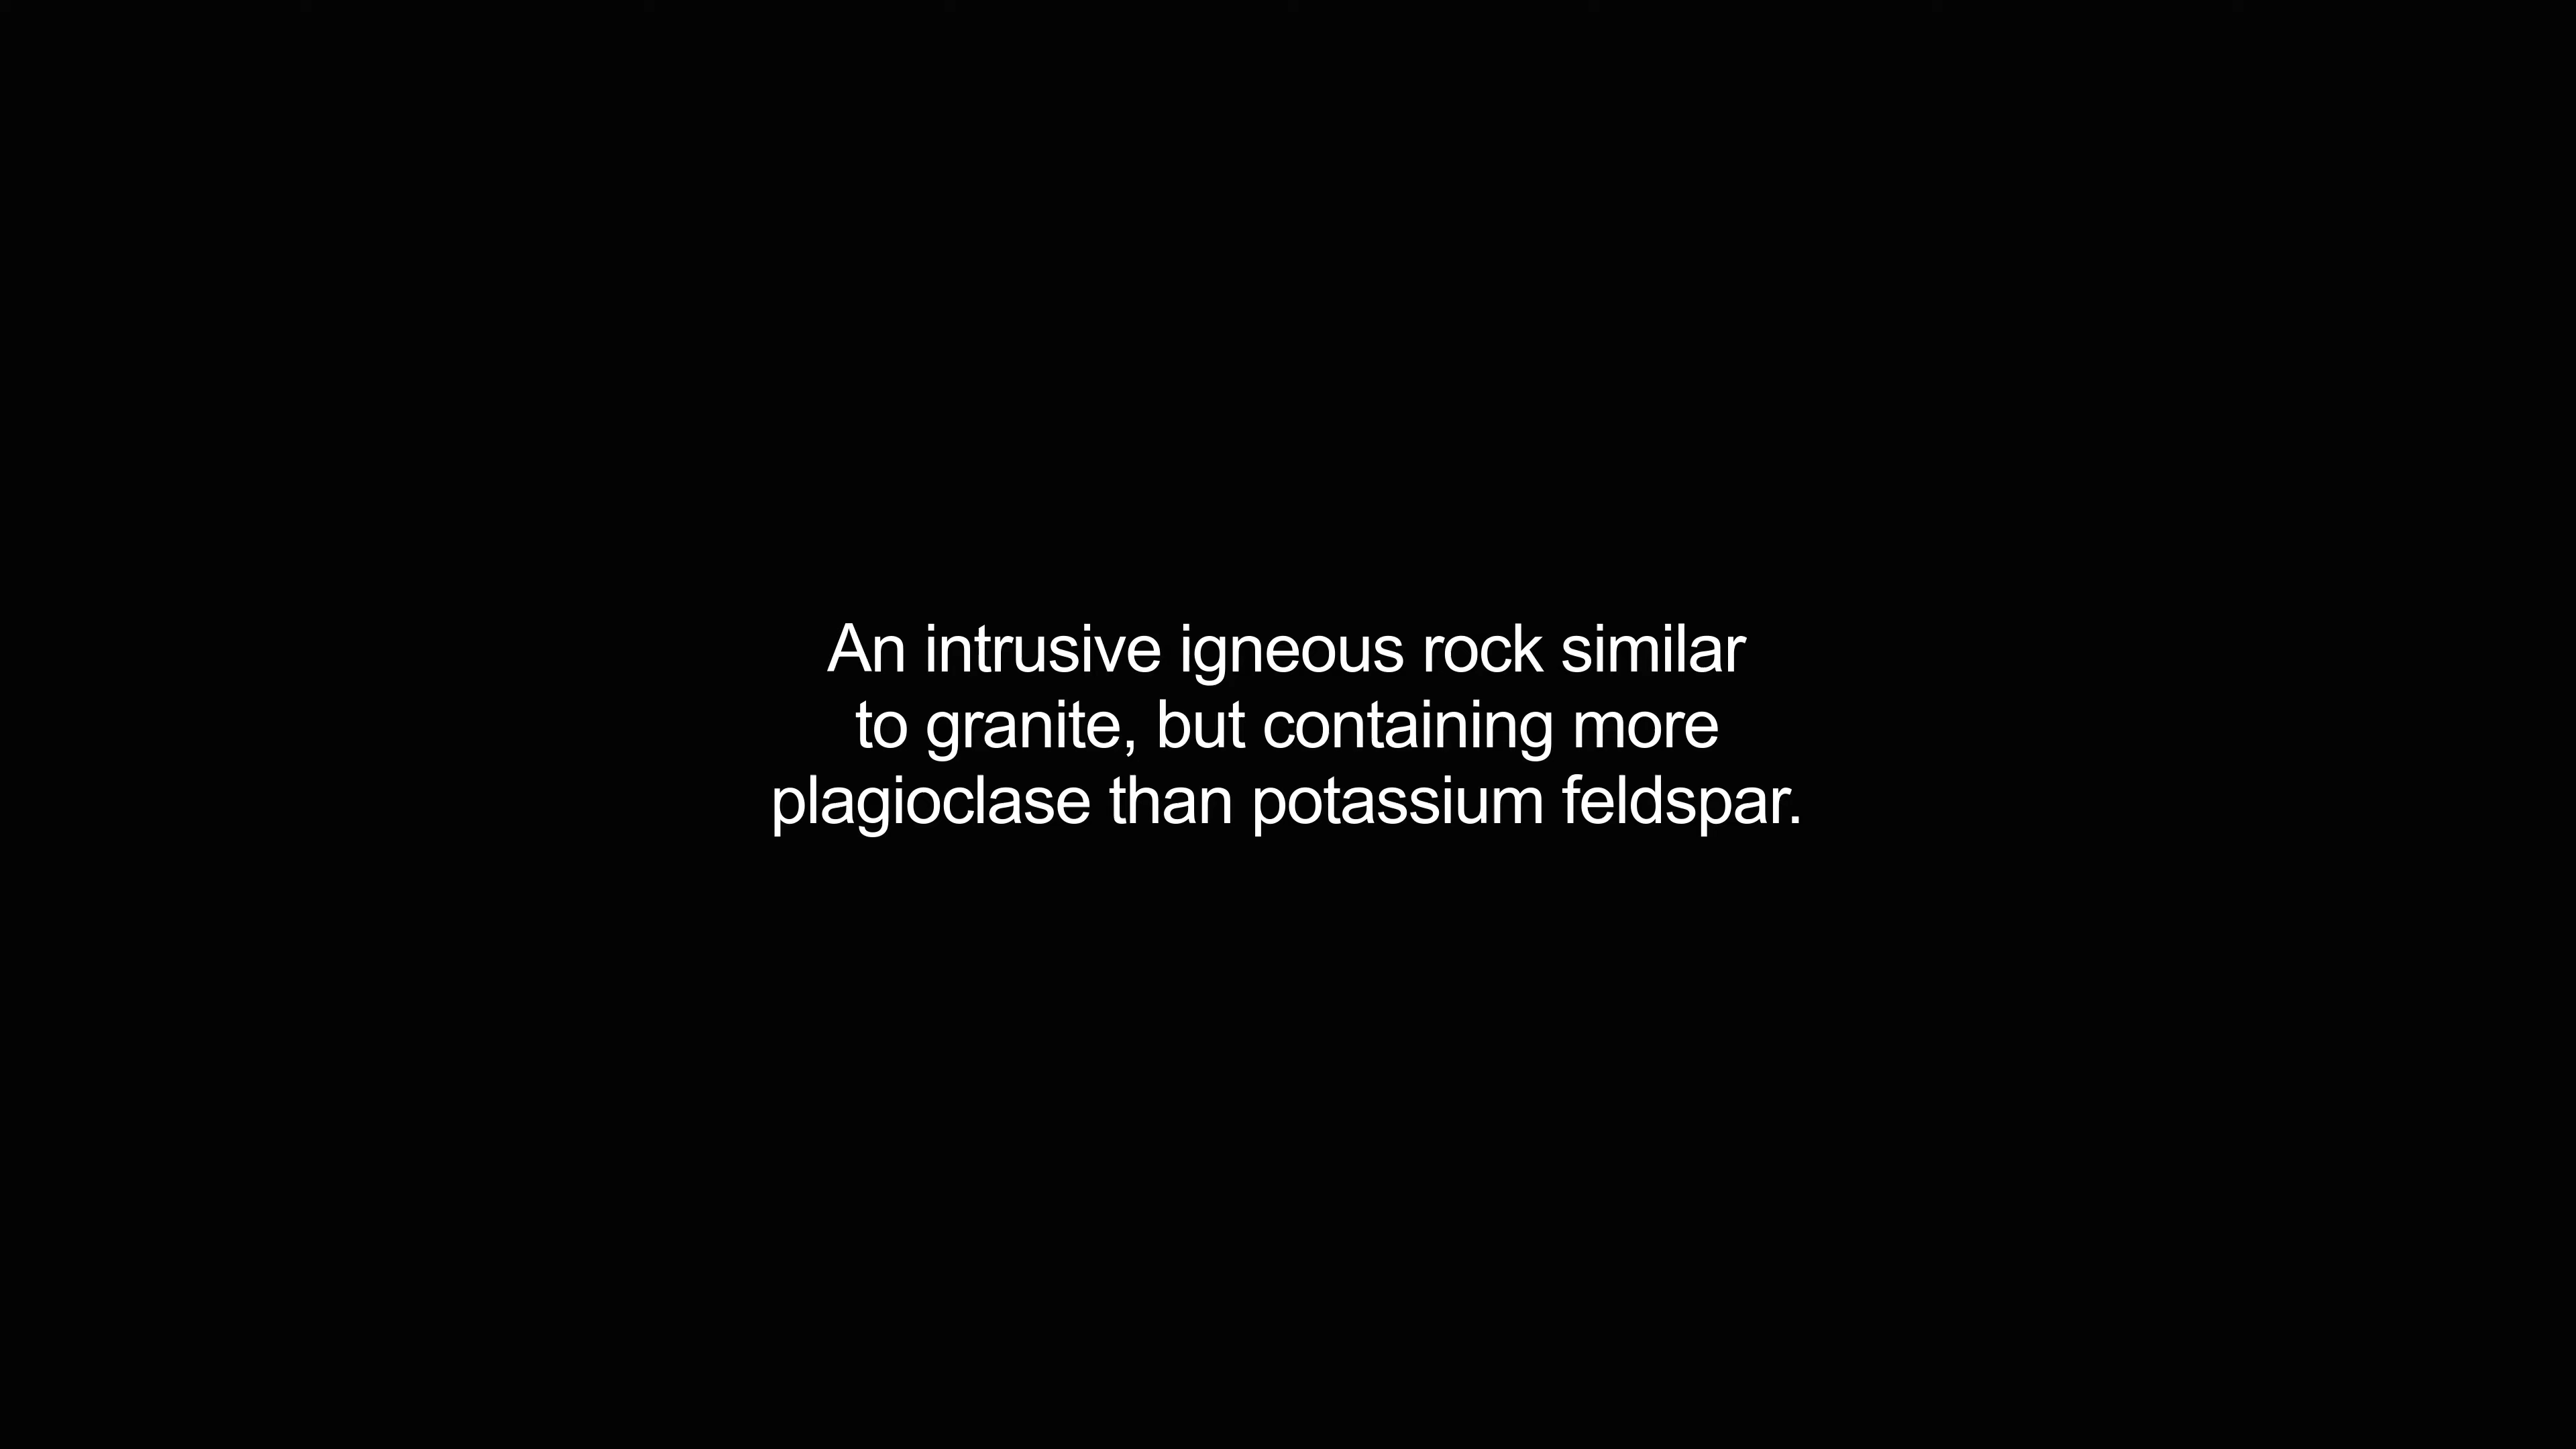 An intrusive igneous rock similar
to granite, but containing more
plagioclase than potassium feldspar.